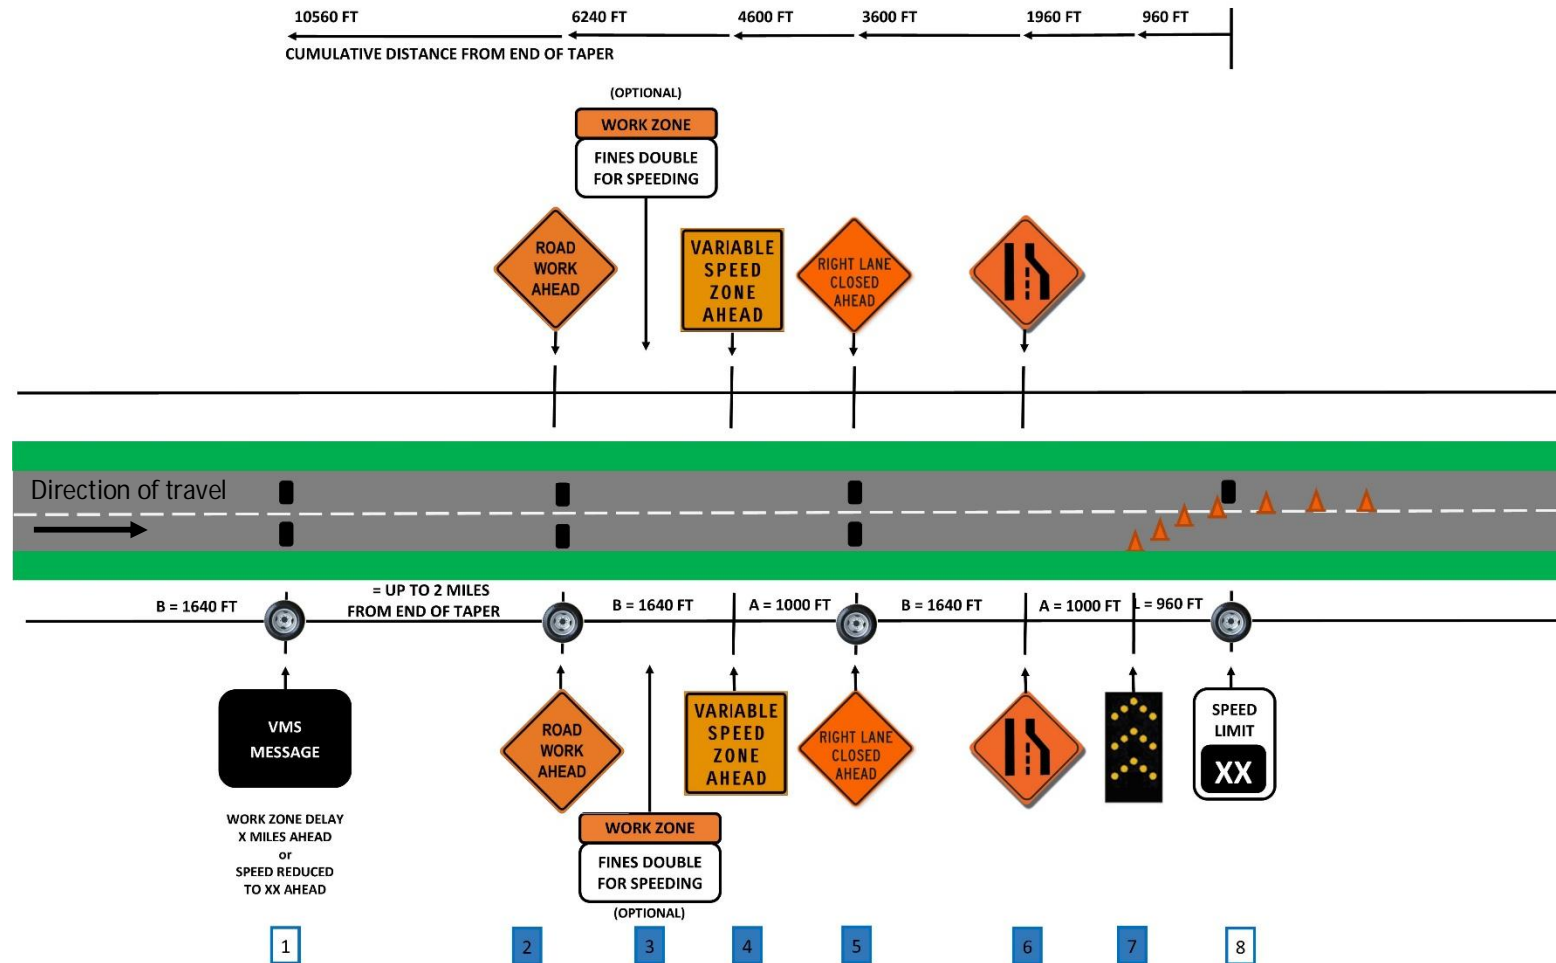 10560 FT
6240 FT
4600 FT
3600 FT
1960 FT
960 FT
CUMULATIVE DISTANCE FROM END OF TAPER
(OPTIONAL)
WORK ZONE
FINES DOUBLE
FOR SPEEDING
ROAD
WORK
AHEAD
VARIABLE
SPEED
ZONE
AHEAD
RIGHT LANE
CLOSED
AHEAD
Direction of travel
B = 1640 FT
= UP TO 2 MILES
FROM END OF TAPER
B = 1640 FT
A = 1000 FT
B = 1640 FT
A = 1000 FT
L = 960 FT
VMS
MESSAGE
WORK ZONE DELAY
X MILES AHEAD
or
SPEED REDUCED
TO XX AHEAD
ROAD
WORK
AHEAD
WORK ZONE
FINES DOUBLE
FOR SPEEDING
(OPTIONAL)
VARIABLE
SPEED
ZONE
AHEAD
RIGHT LANE
CLOSED
AHEAD
SPEED
LIMIT
XX
1
2
3
4
5
6
7
8